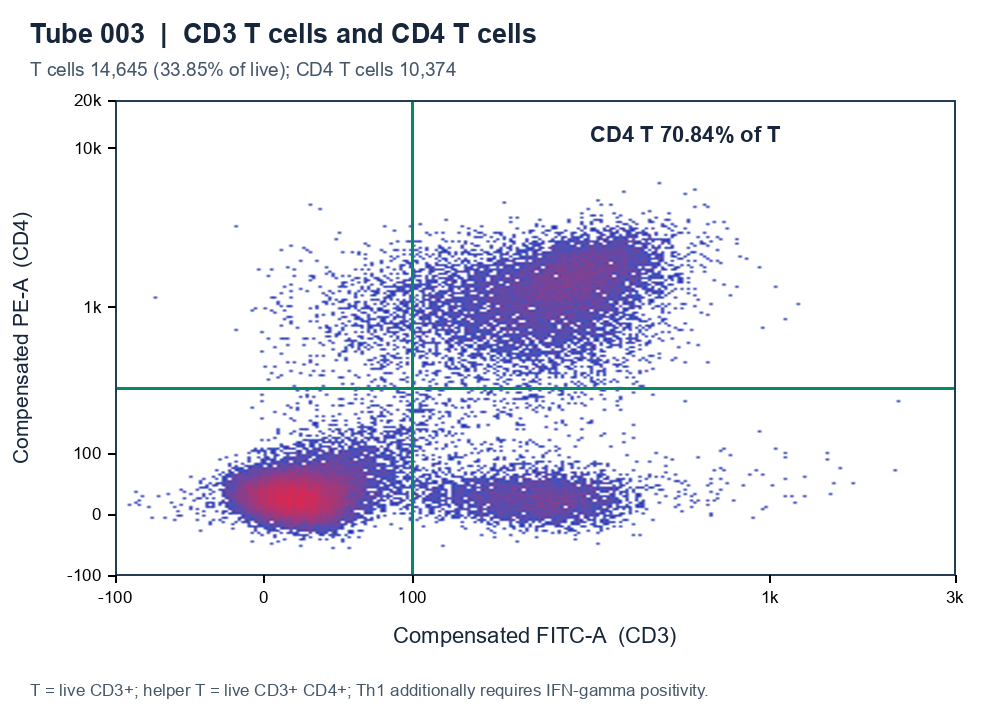 Tube 003 | CD3 T cells and CD4 T cells
T cells 14,645 (33.85% of live); CD4 T cells 10,374
20k
10k
1k
100
0
-100
Compensated PE-A (CD4)
CD4 T 70.84% of T
-100
0
100
1k
3k
Compensated FITC-A (CD3)
T = live CD3+; helper T = live CD3+ CD4+; Th1 additionally requires IFN-gamma positivity.